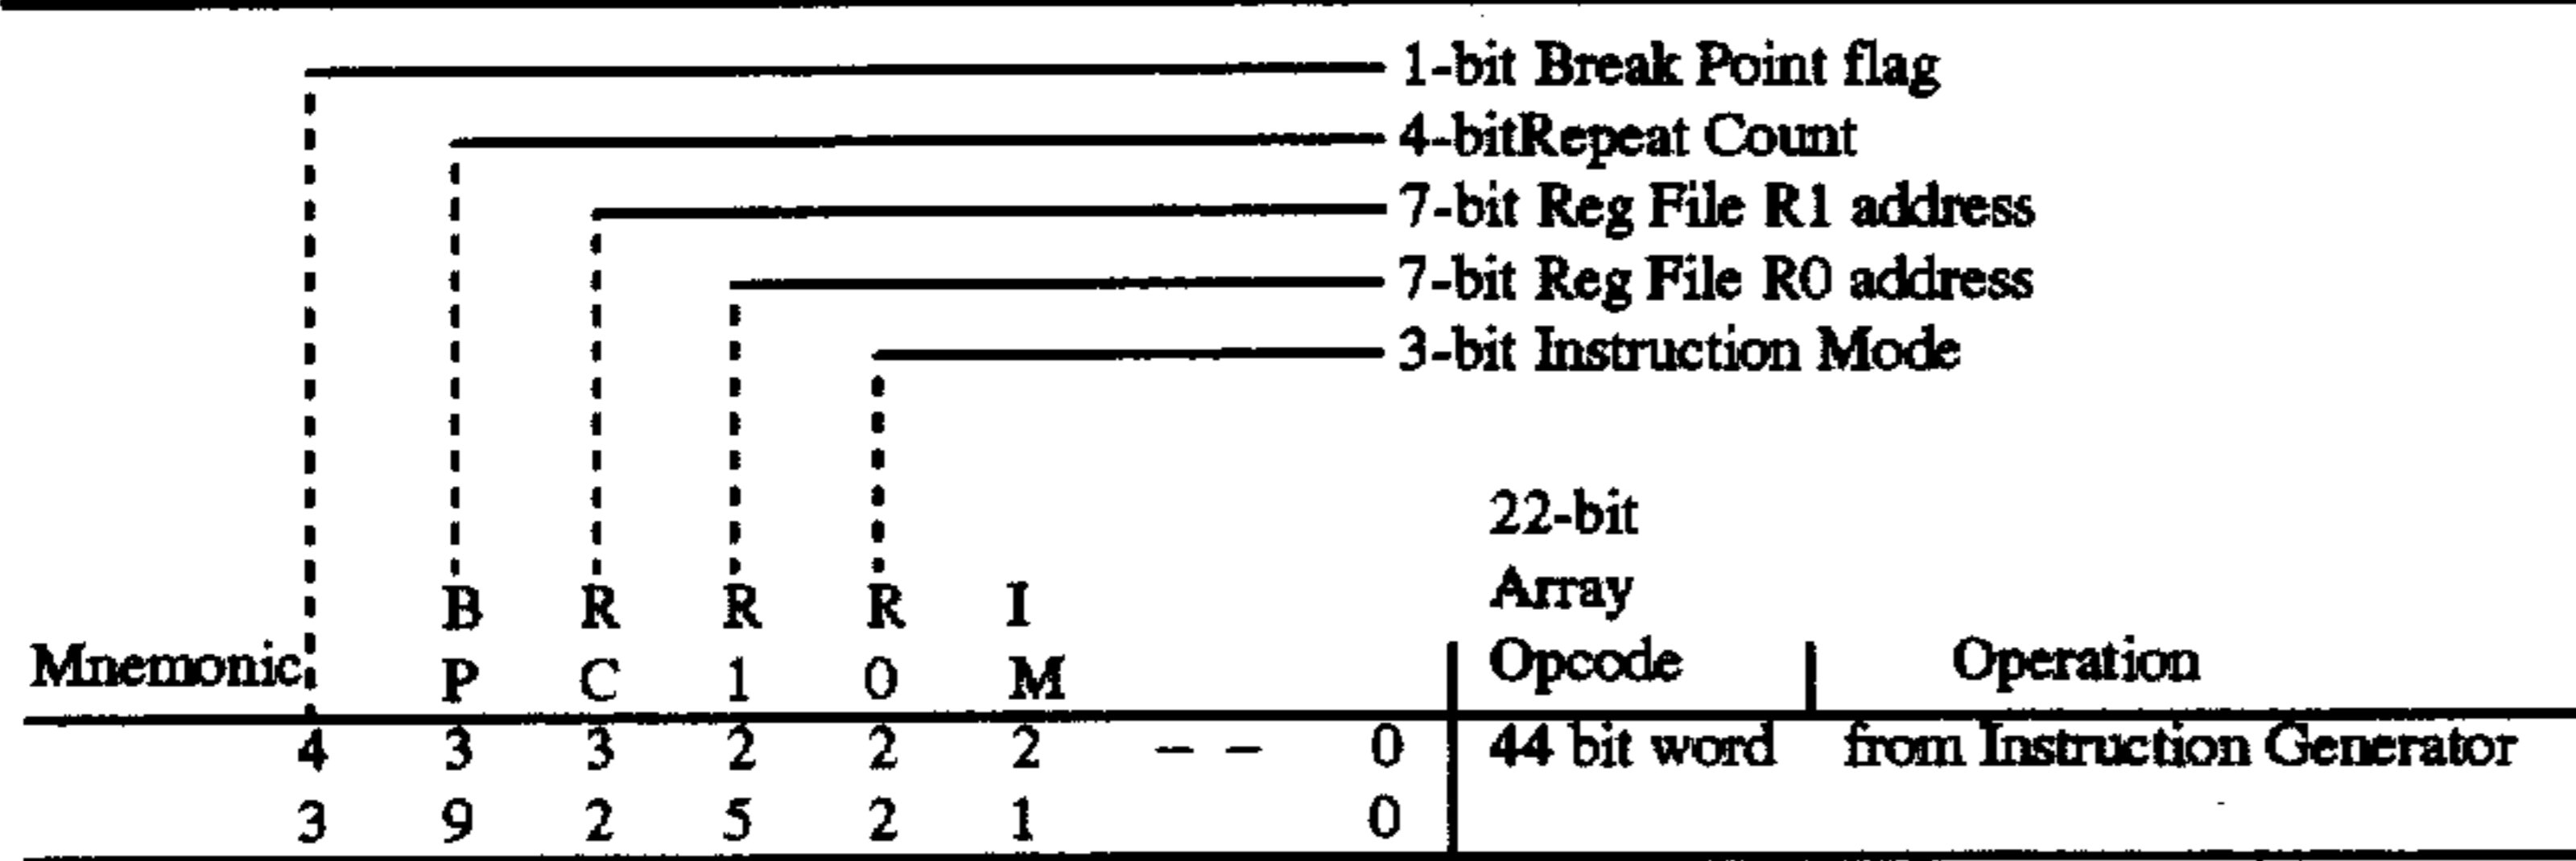 1-bit Break Point flag
4-bitRepeat Count
7-bit Reg File R1 address
7-bit Reg File R0 address
3-bit Instruction Mode
22-bit
B R R R I Array
Mnemonic P C 1 0 M Opcode Operation
4 3 3 2 2 2 – – 0 44 bit word from Instruction Generator
3 9 2 5 2 1 0